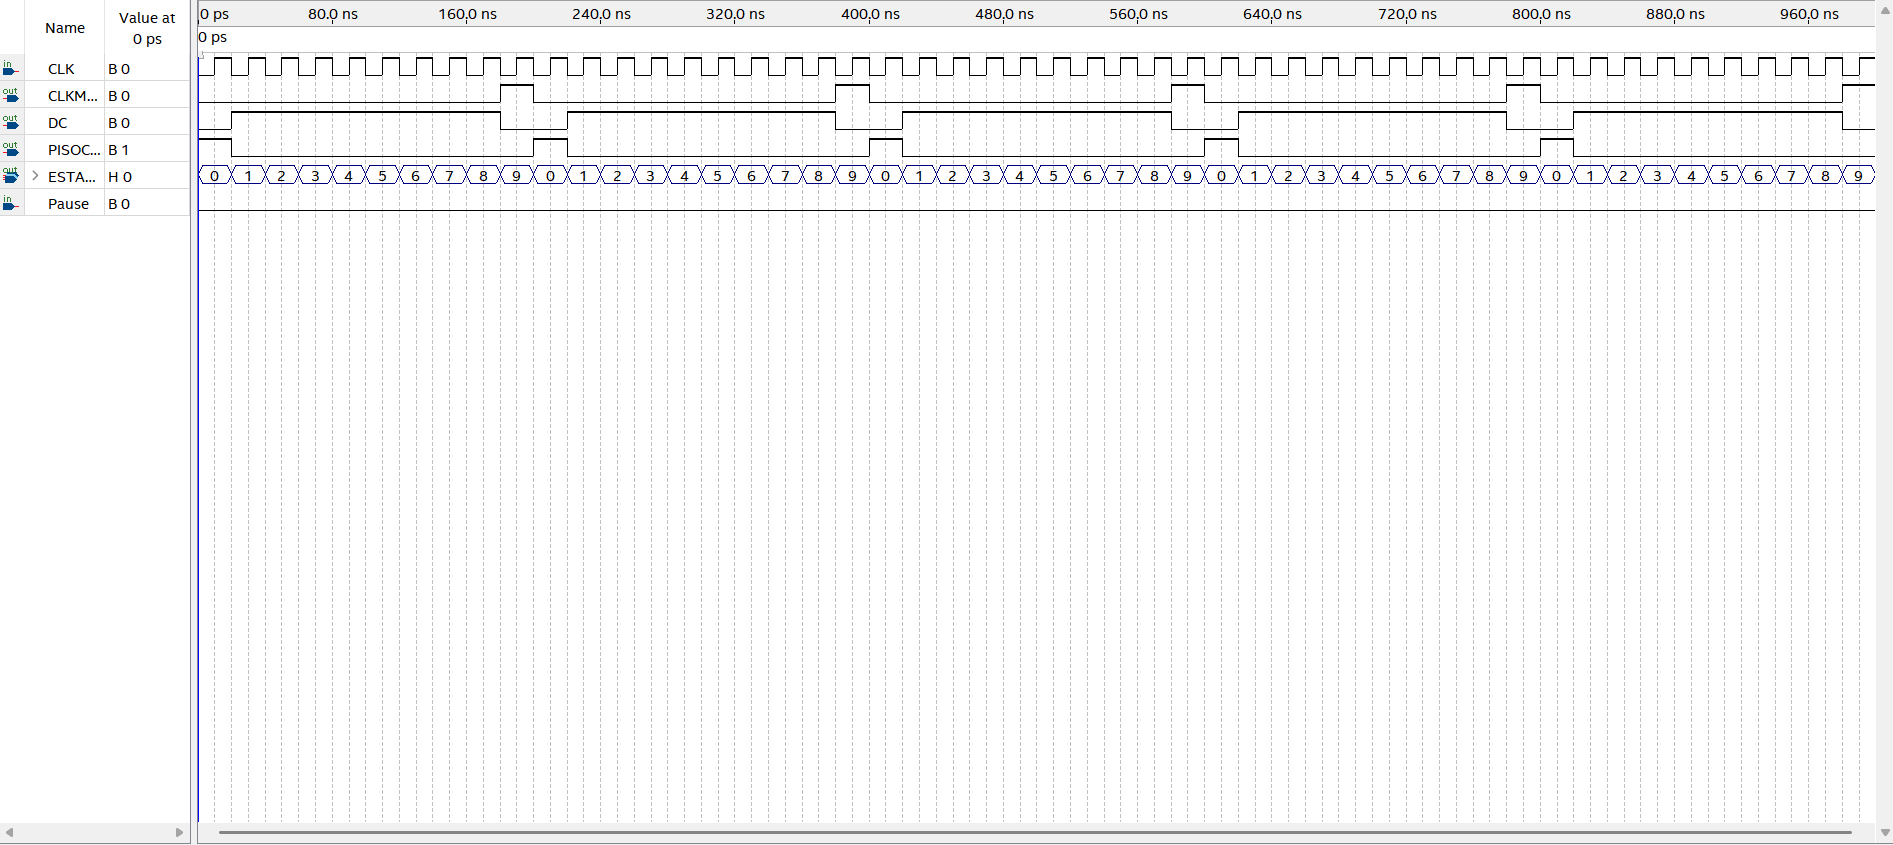 Name
Value at
0 ps
0 ps 80.0 ns 160.0 ns 240.0 ns 320.0 ns 400.0 ns 480.0 ns 560.0 ns 640.0 ns 720.0 ns 800.0 ns 880.0 ns 960.0 ns
0 ps
in CLK B 0
out CLKM... B 0
out DC B 0
out PISOC... B 1
out ESTA... H 0 0 1 2 3 4 5 6 7 8 9 0 1 2 3 4 5 6 7 8 9 0 1 2 3 4 5 6 7 8 9 0 1 2 3 4 5 6 7 8 9 0 1 2 3 4 5 6 7 8 9
in Pause B 0